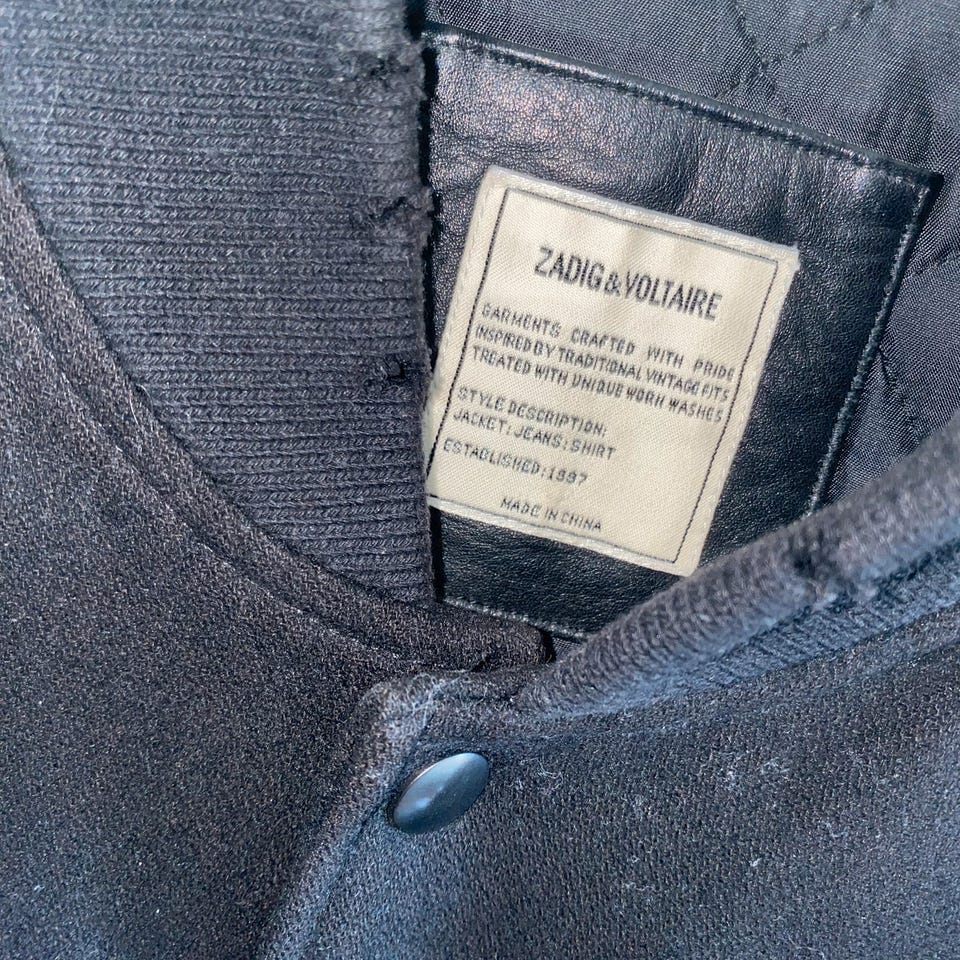 ZADIG&VOLTAIRE
GARMENTS CRAFTED WITH PRIDE
INSPIRED BY TRADITIONAL VINTAGE FITS
TREATED WITH UNIQUE WORN WASHES
STYLE DESCRIPTION:
JACKET; JEANS; SHIRT
ESTABLISHED:1997
MADE IN CHINA